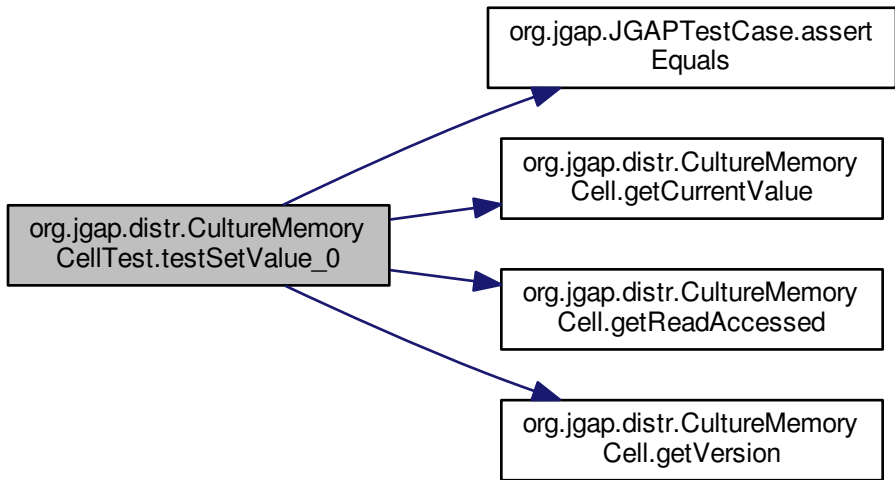 org.jgap.JGAPTestCase.assert
Equals
org.jgap.distr.CultureMemory
Cell.getCurrentValue
org.jgap.distr.CultureMemory
CellTest.testSetValue_0
org.jgap.distr.CultureMemory
Cell.getReadAccessed
org.jgap.distr.CultureMemory
Cell.getVersion